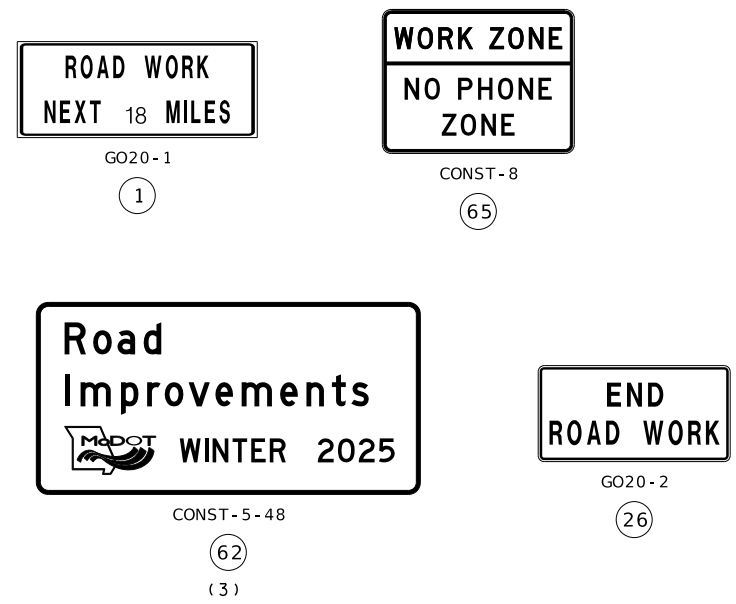 ROAD WORK
NEXT 18 MILES
GO20-1
1
WORK ZONE
NO PHONE
ZONE
CONST-8
65
Road
Improvements
MoDOT WINTER 2025
CONST-5-48
62
(3)
END
ROAD WORK
GO20-2
26